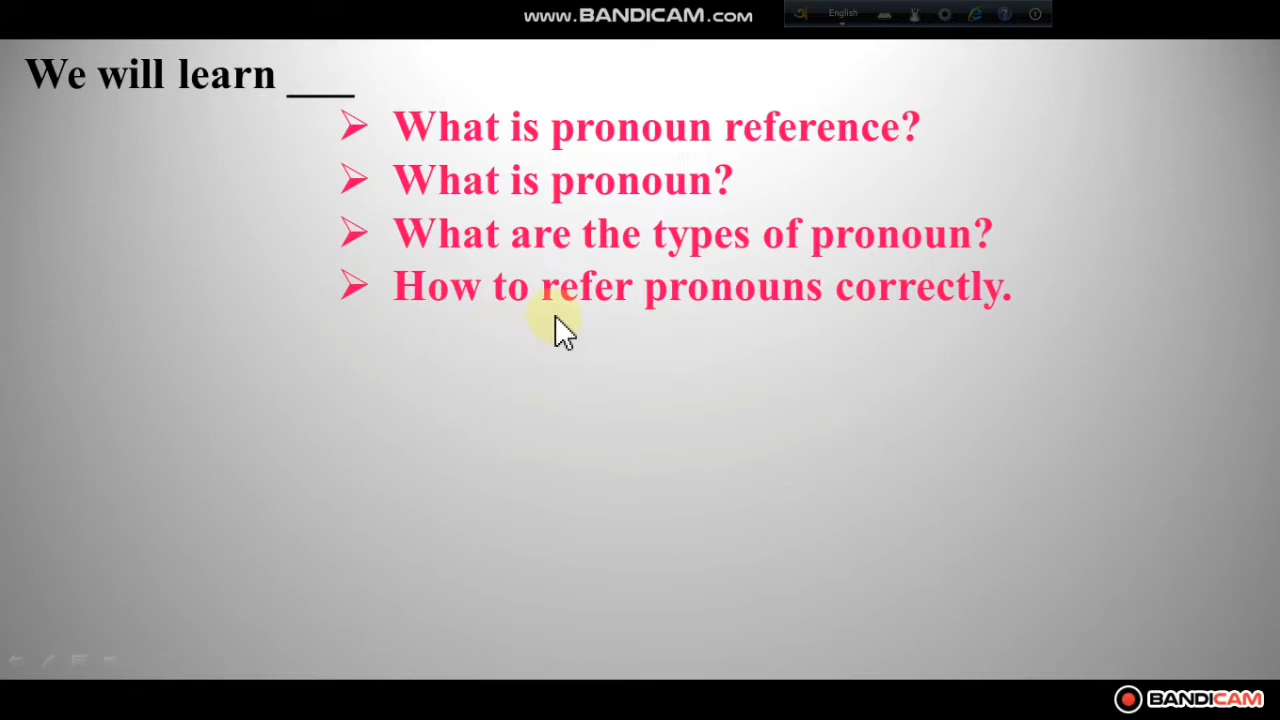 www.BANDICAM.com
English
We will learn ___
➢ What is pronoun reference?
➢ What is pronoun?
➢ What are the types of pronoun?
➢ How to refer pronouns correctly.
BANDICAM